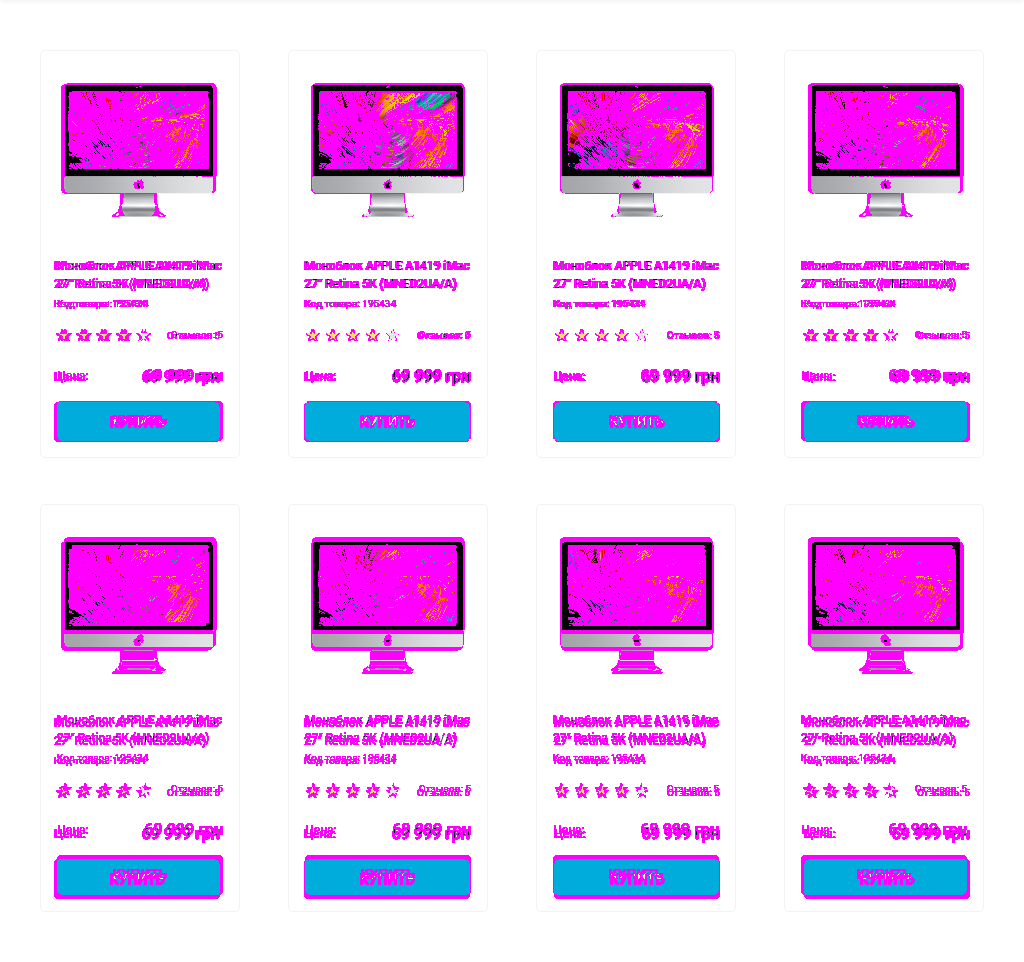 Моноблок APPLE A1419 iMac
27" Retina 5K (MNED2UA/A)
Код товара: 195434
Отзывов: 5
Цена: 69 999 грн
КУПИТЬ
Моноблок APPLE A1419 iMac
27" Retina 5K (MNED2UA/A)
Код товара: 195434
Отзывов: 5
Цена: 69 999 грн
КУПИТЬ
Моноблок APPLE A1419 iMac
27" Retina 5K (MNED2UA/A)
Код товара: 195434
Отзывов: 5
Цена: 69 999 грн
КУПИТЬ
Моноблок APPLE A1419 iMac
27" Retina 5K (MNED2UA/A)
Код товара: 195434
Отзывов: 5
Цена: 69 999 грн
КУПИТЬ
Моноблок APPLE A1419 iMac
27" Retina 5K (MNED2UA/A)
Код товара: 195434
Отзывов: 5
Цена: 69 999 грн
КУПИТЬ
Моноблок APPLE A1419 iMac
27" Retina 5K (MNED2UA/A)
Код товара: 195434
Отзывов: 5
Цена: 69 999 грн
КУПИТЬ
Моноблок APPLE A1419 iMac
27" Retina 5K (MNED2UA/A)
Код товара: 195434
Отзывов: 5
Цена: 69 999 грн
КУПИТЬ
Моноблок APPLE A1419 iMac
27" Retina 5K (MNED2UA/A)
Код товара: 195434
Отзывов: 5
Цена: 69 999 грн
КУПИТЬ